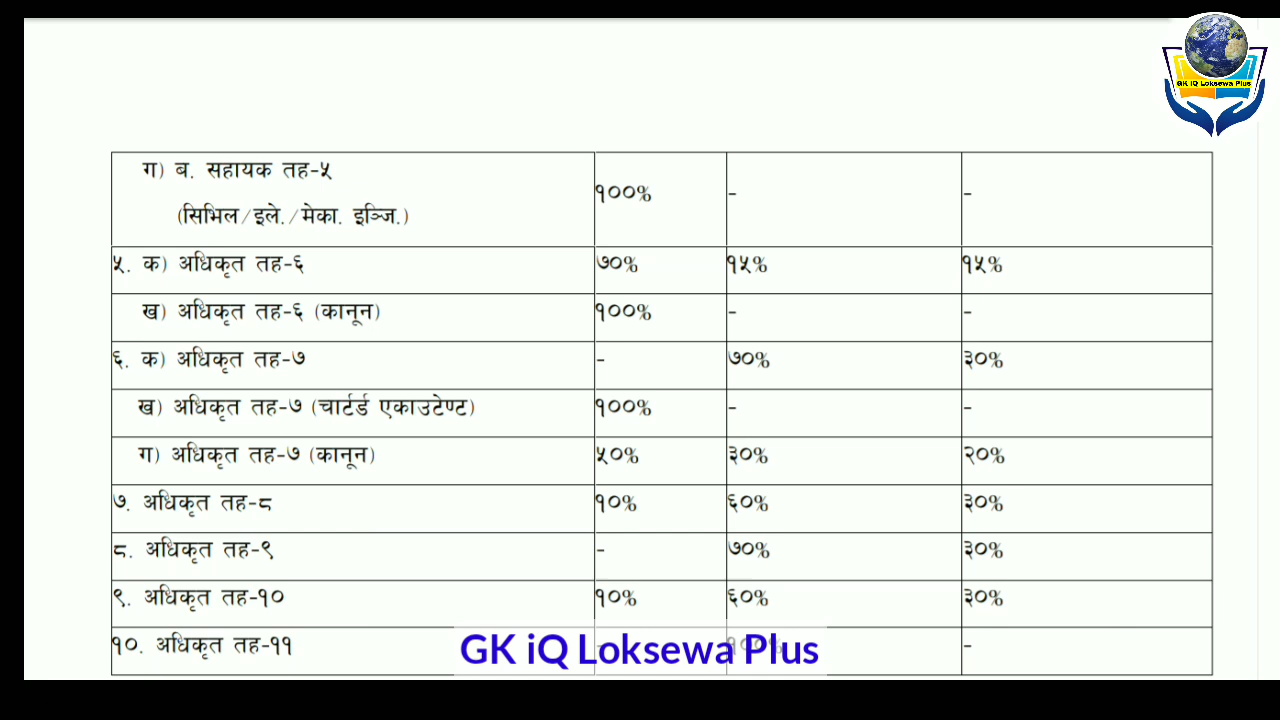 GK IQ Loksewa Plus
ग) ब. सहायक तह-५
(सिभिल/इले./मेका. इञ्जि.) १००% - -
५. क) अधिकृत तह-६ ७०% १५% १५%
ख) अधिकृत तह-६ (कानून) १००% - -
६. क) अधिकृत तह-७ - ७०% ३०%
ख) अधिकृत तह-७ (चार्टर्ड एकाउटेण्ट) १००% - -
ग) अधिकृत तह-७ (कानून) ५०% ३०% २०%
७. अधिकृत तह-८ १०% ६०% ३०%
८. अधिकृत तह-९ - ७०% ३०%
९. अधिकृत तह-१० १०% ६०% ३०%
१०. अधिकृत तह-११ - १००% -
GK iQ Loksewa Plus